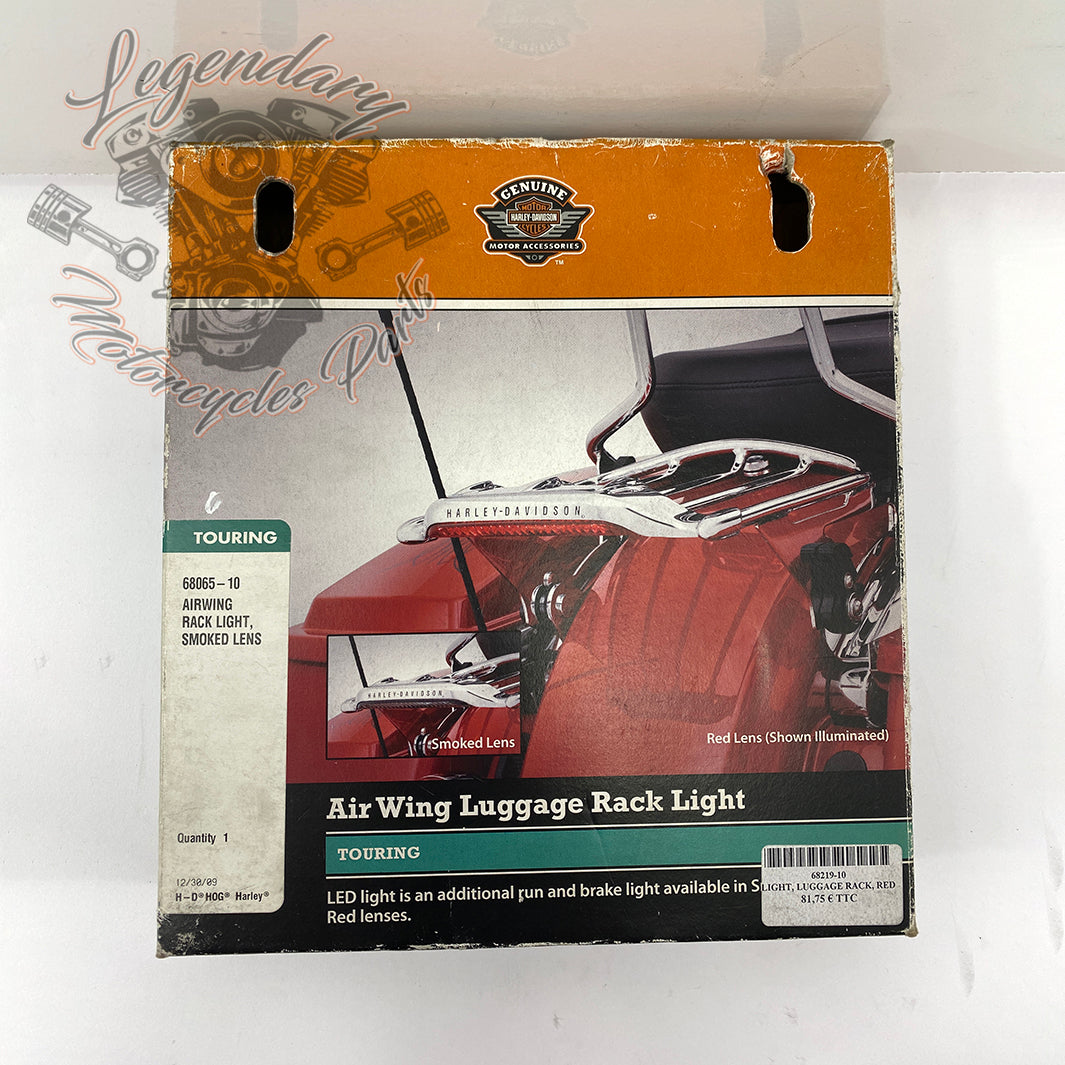 Legendary
Motorcycles Parts
GENUINE
MOTOR
HARLEY-DAVIDSON
CYCLES
MOTOR ACCESSORIES
TM
6
TOURING
68065-10
AIRWING
RACK LIGHT,
SMOKED LENS
HARLEY-DAVIDSON
HARLEY-DAVIDSON
Smoked Lens
Red Lens (Shown Illuminated)
Quantity 1
12/30/09
H-D® HOG® Harley®
Air Wing Luggage Rack Light
TOURING
LED light is an additional run and brake light available in S
Red lenses.
68219-10
LIGHT, LUGGAGE RACK, RED
81,75 € TTC